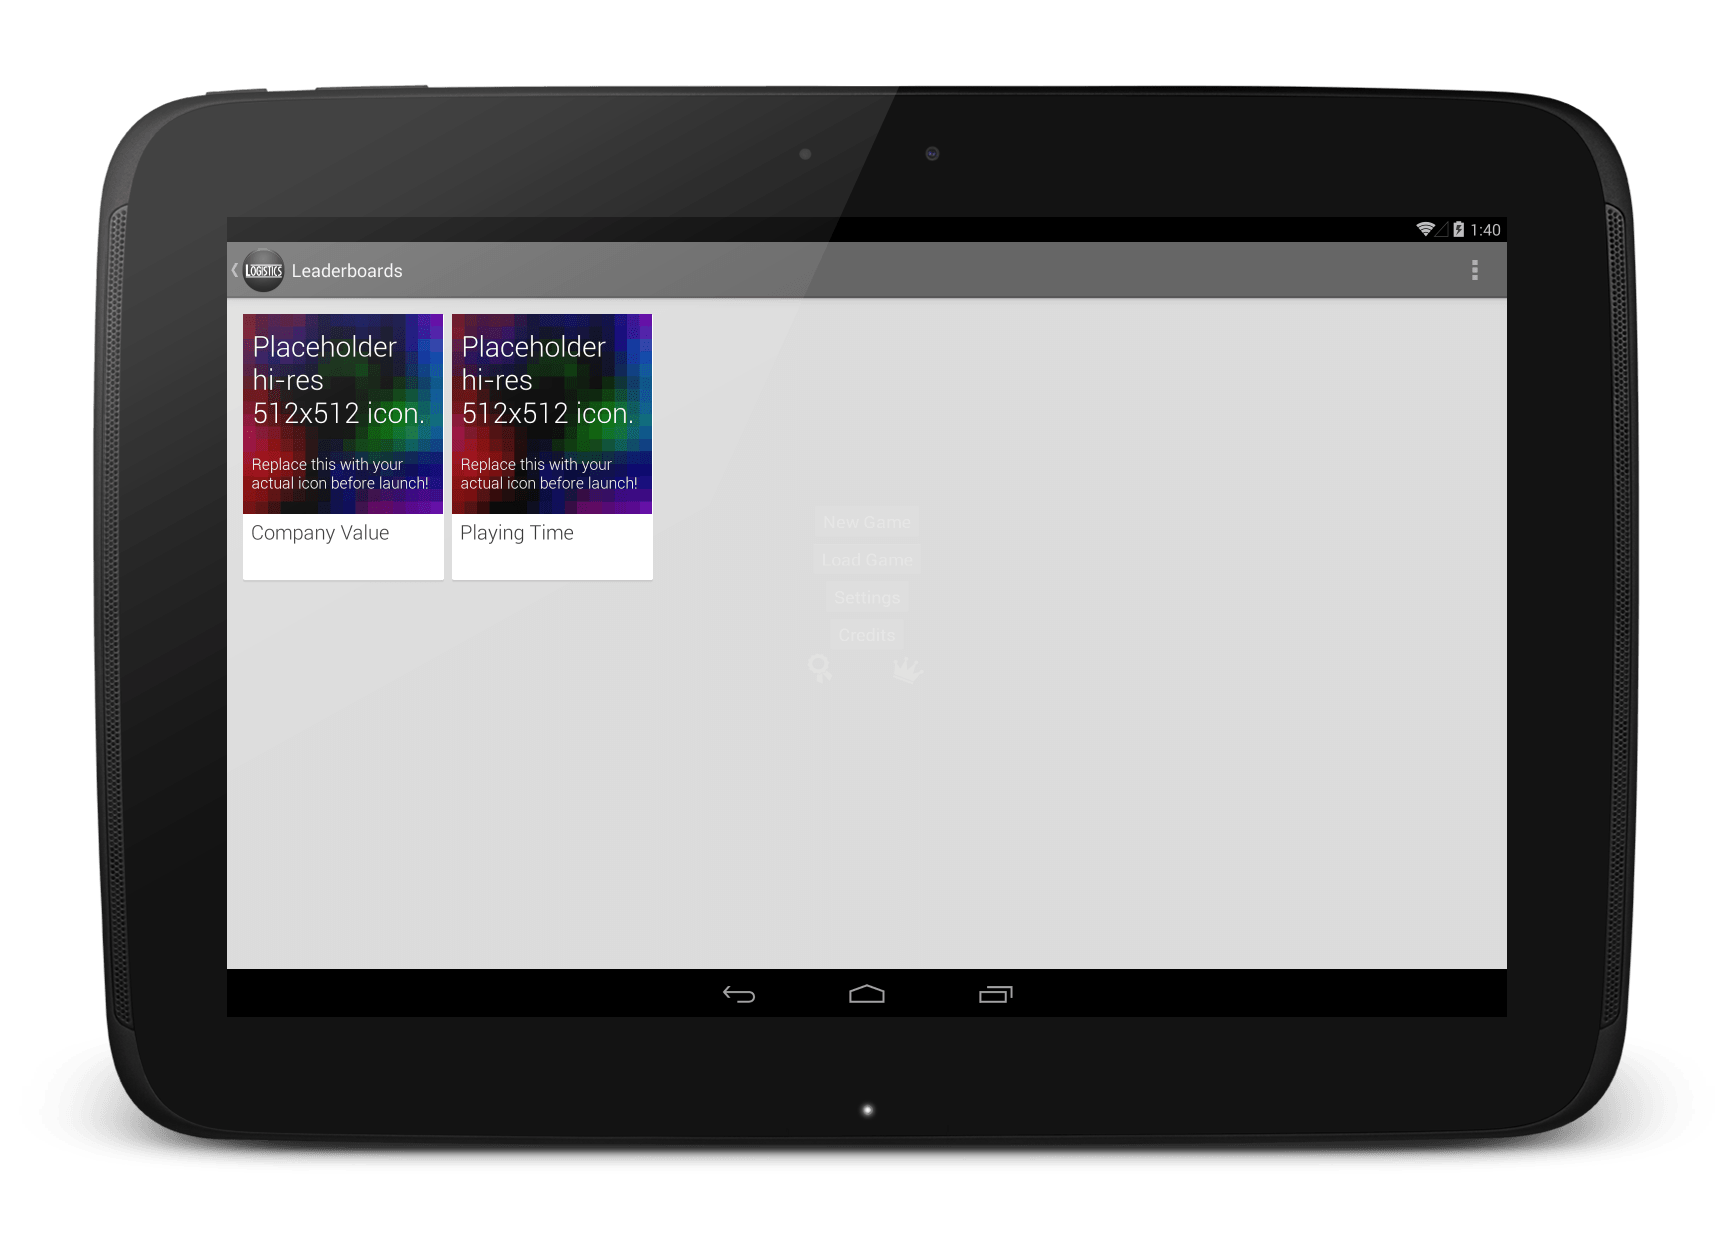 1:40
LOGISTICS
Leaderboards
Placeholder
hi-res
512x512 icon.
Replace this with your
actual icon before launch!
Company Value
Placeholder
hi-res
512x512 icon.
Replace this with your
actual icon before launch!
Playing Time
New Game
Load Game
Settings
Credits